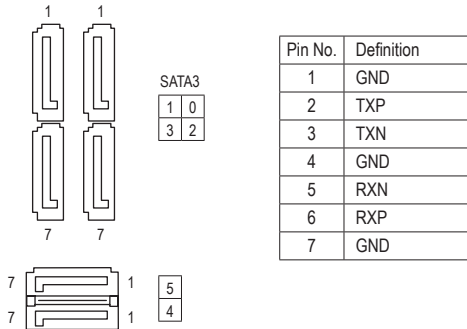 1 1
SATA3
1 0
3 2
7 7
7 1
7 1
5
4
Pin No. Definition
1 GND
2 TXP
3 TXN
4 GND
5 RXN
6 RXP
7 GND